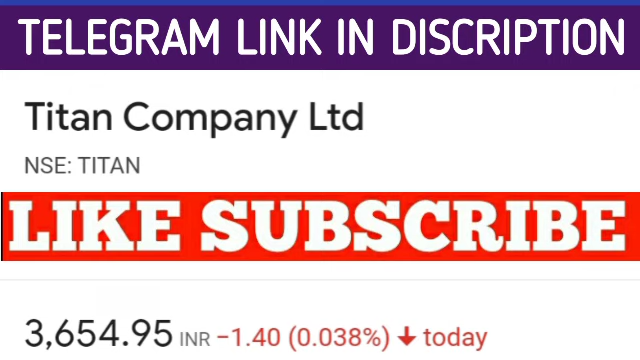 TELEGRAM LINK IN DISCRIPTION
Titan Company Ltd
NSE: TITAN
LIKE SUBSCRIBE
3,654.95 INR −1.40 (0.038%) ↓ today